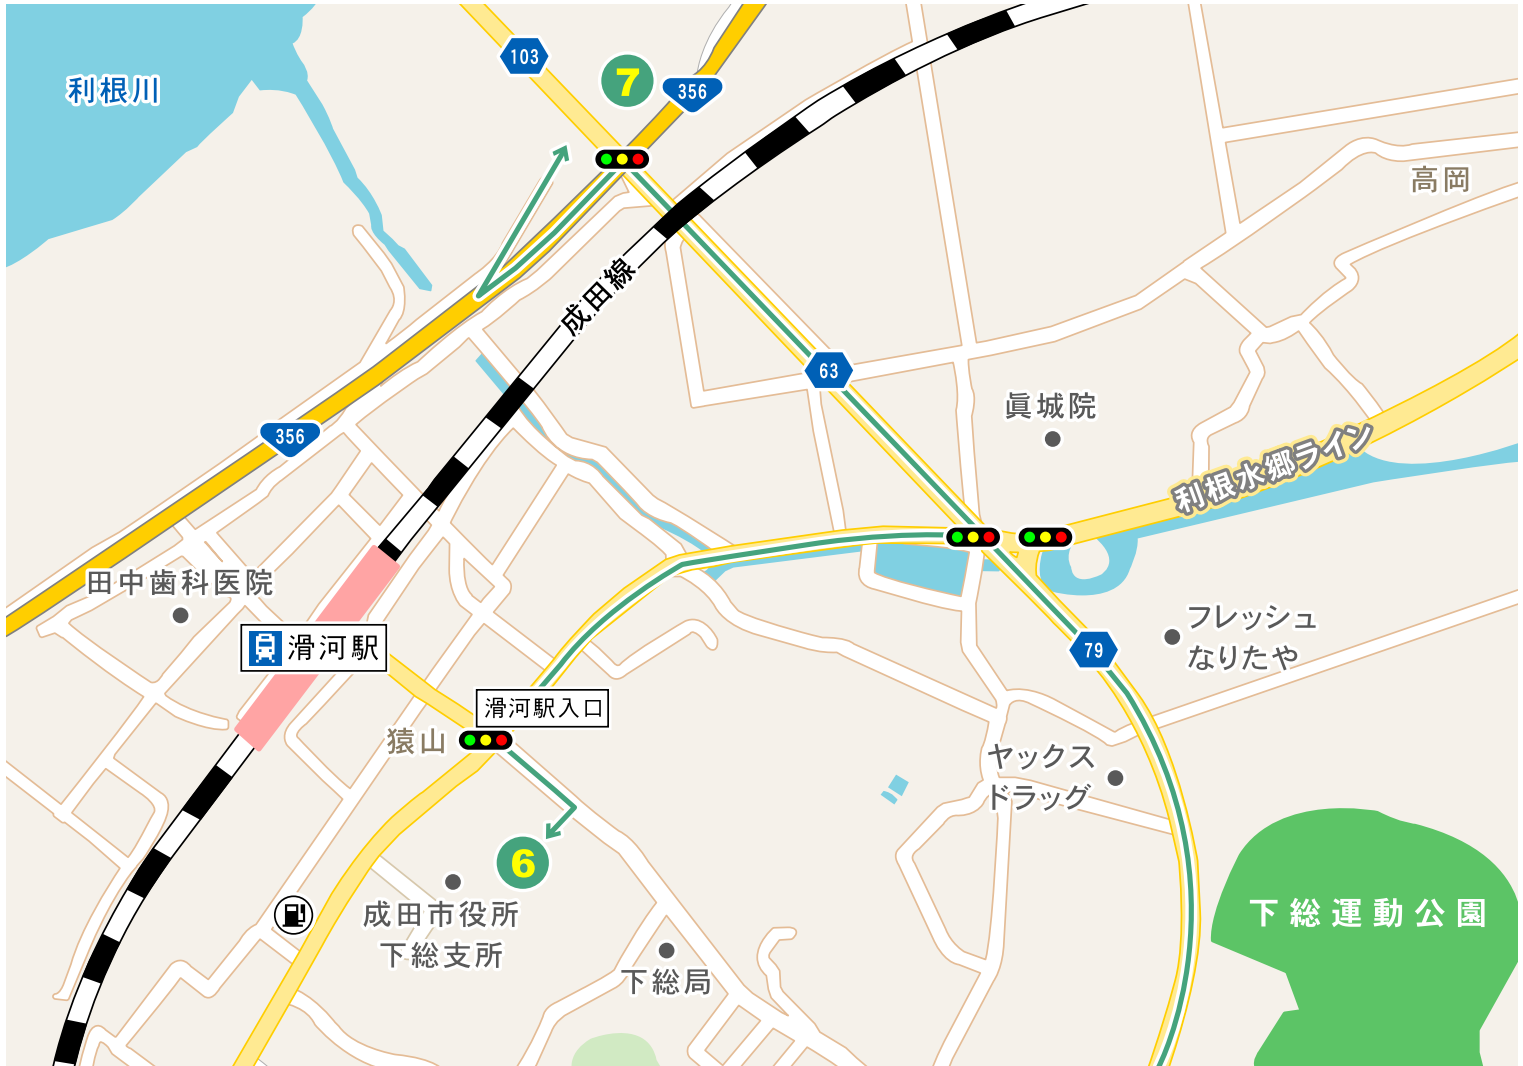 103
7
356
利根川
高岡
成田線
63
眞城院
356
利根水郷ライン
田中歯科医院
フレッシュ
なりたや
滑河駅
79
滑河駅入口
猿山
ヤックス
ドラッグ
6
成田市役所
下総支所
下総運動公園
下総局